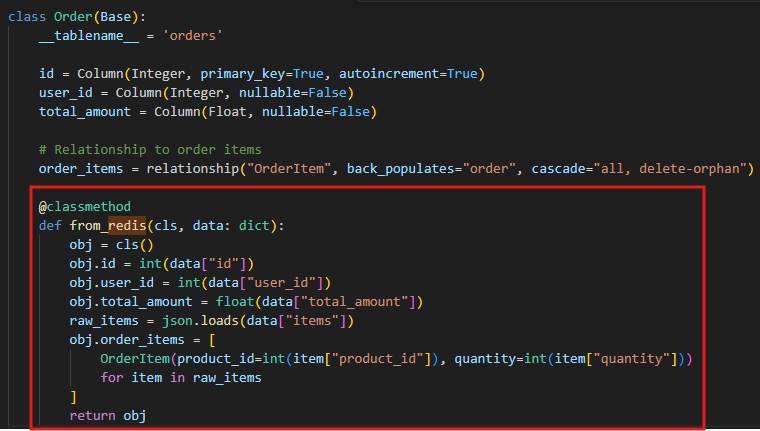 class Order(Base):
    __tablename__ = 'orders'

    id = Column(Integer, primary_key=True, autoincrement=True)
    user_id = Column(Integer, nullable=False)
    total_amount = Column(Float, nullable=False)

    # Relationship to order items
    order_items = relationship("OrderItem", back_populates="order", cascade="all, delete-orphan")

    @classmethod
    def from_redis(cls, data: dict):
        obj = cls()
        obj.id = int(data["id"])
        obj.user_id = int(data["user_id"])
        obj.total_amount = float(data["total_amount"])
        raw_items = json.loads(data["items"])
        obj.order_items = [
            OrderItem(product_id=int(item["product_id"]), quantity=int(item["quantity"]))
            for item in raw_items
        ]
        return obj